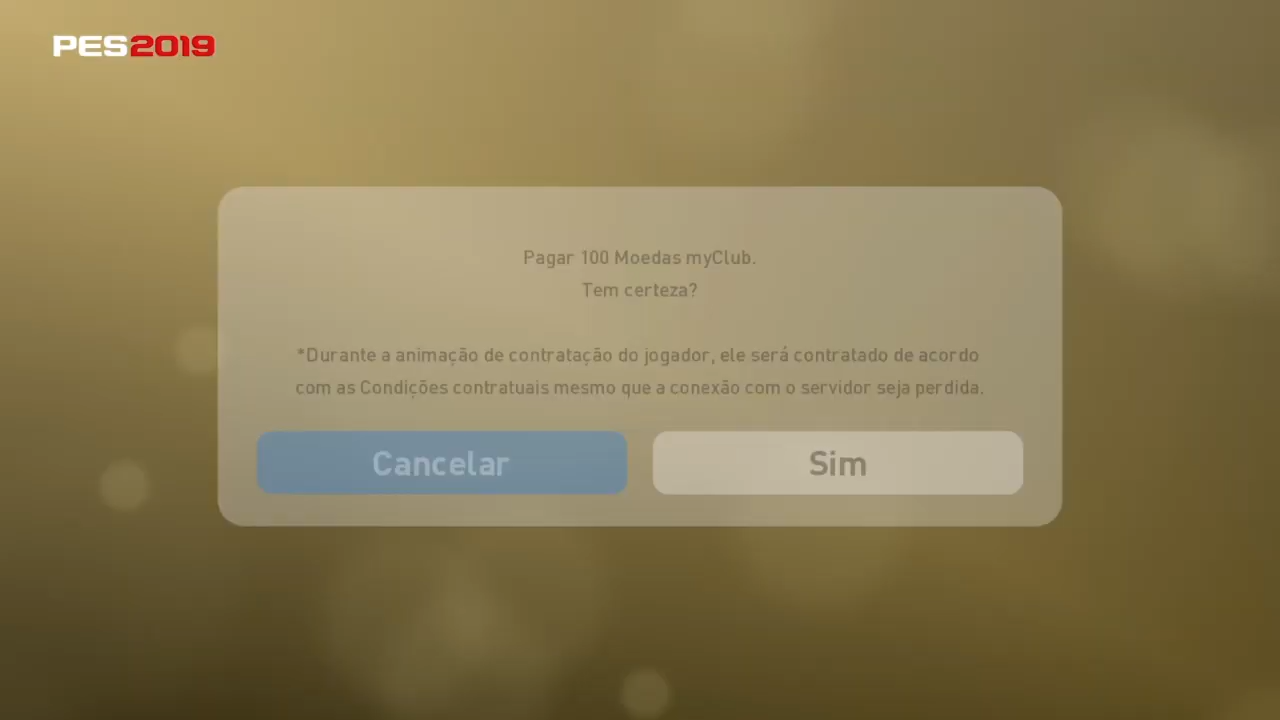 PES2019
Pagar 100 Moedas myClub.
Tem certeza?
*Durante a animação de contratação do jogador, ele será contratado de acordo
com as Condições contratuais mesmo que a conexão com o servidor seja perdida.
Cancelar
Sim